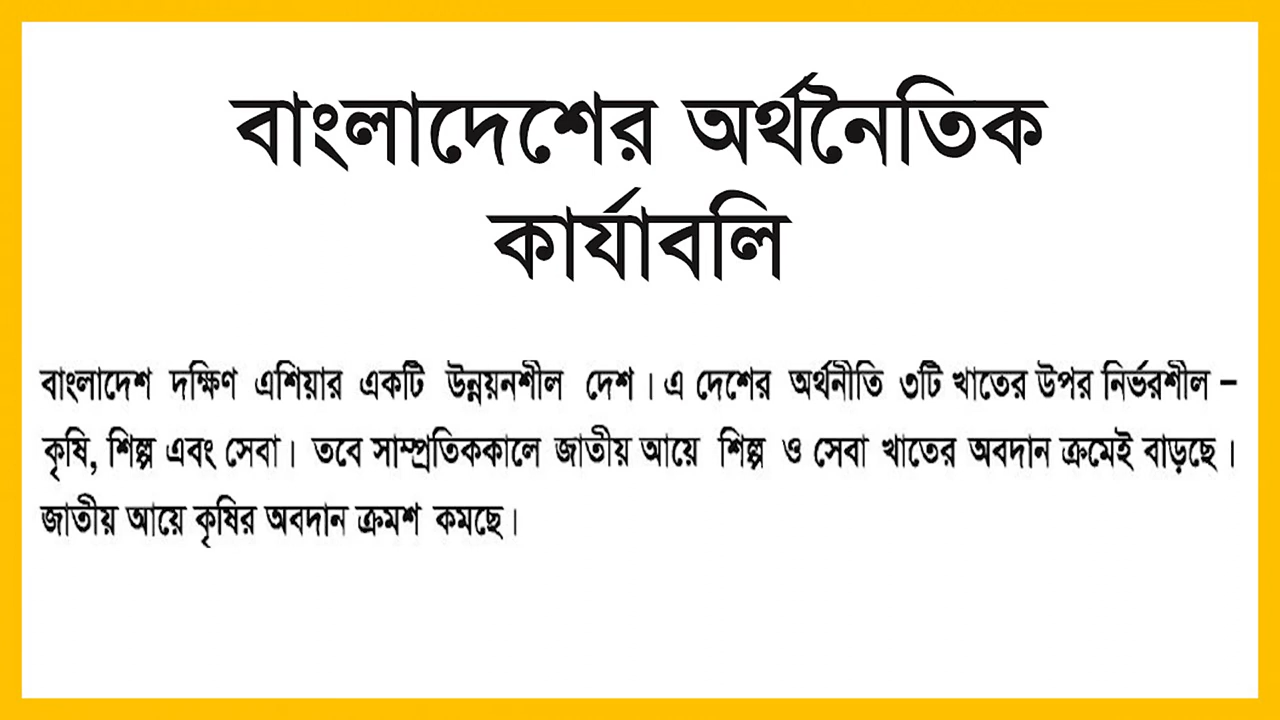 বাংলাদেশের অর্থনৈতিক
কার্যাবলি
বাংলাদেশ দক্ষিণ এশিয়ার একটি উন্নয়নশীল দেশ। এ দেশের অর্থনীতি ৩টি খাতের উপর নির্ভরশীল –
কৃষি, শিল্প এবং সেবা। তবে সাম্প্রতিককালে জাতীয় আয়ে শিল্প ও সেবা খাতের অবদান ক্রমেই বাড়ছে।
জাতীয় আয়ে কৃষির অবদান ক্রমশ কমছে।